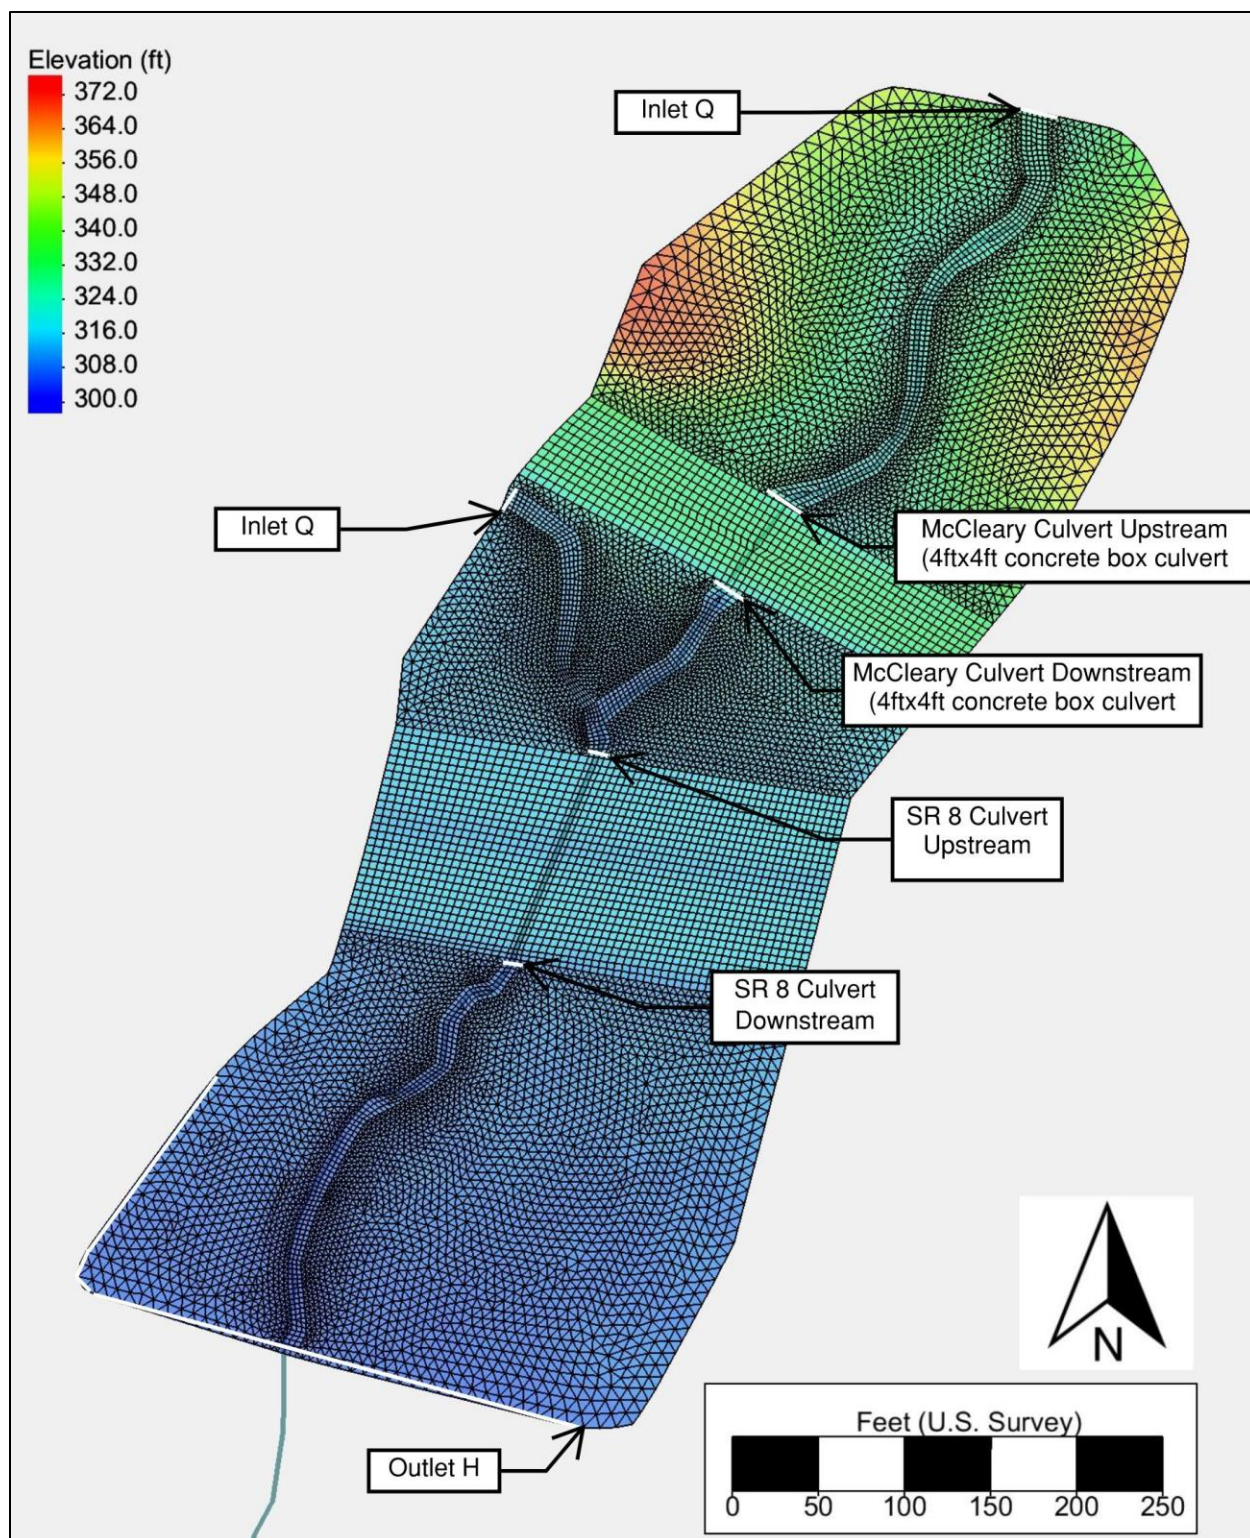 Elevation (ft)
372.0
364.0
356.0
348.0
340.0
332.0
324.0
316.0
308.0
300.0
Inlet Q
Inlet Q
McCleary Culvert Upstream
(4ftx4ft concrete box culvert
McCleary Culvert Downstream
(4ftx4ft concrete box culvert
SR 8 Culvert
Upstream
SR 8 Culvert
Downstream
N
Feet (U.S. Survey)
0 50 100 150 200 250
Outlet H